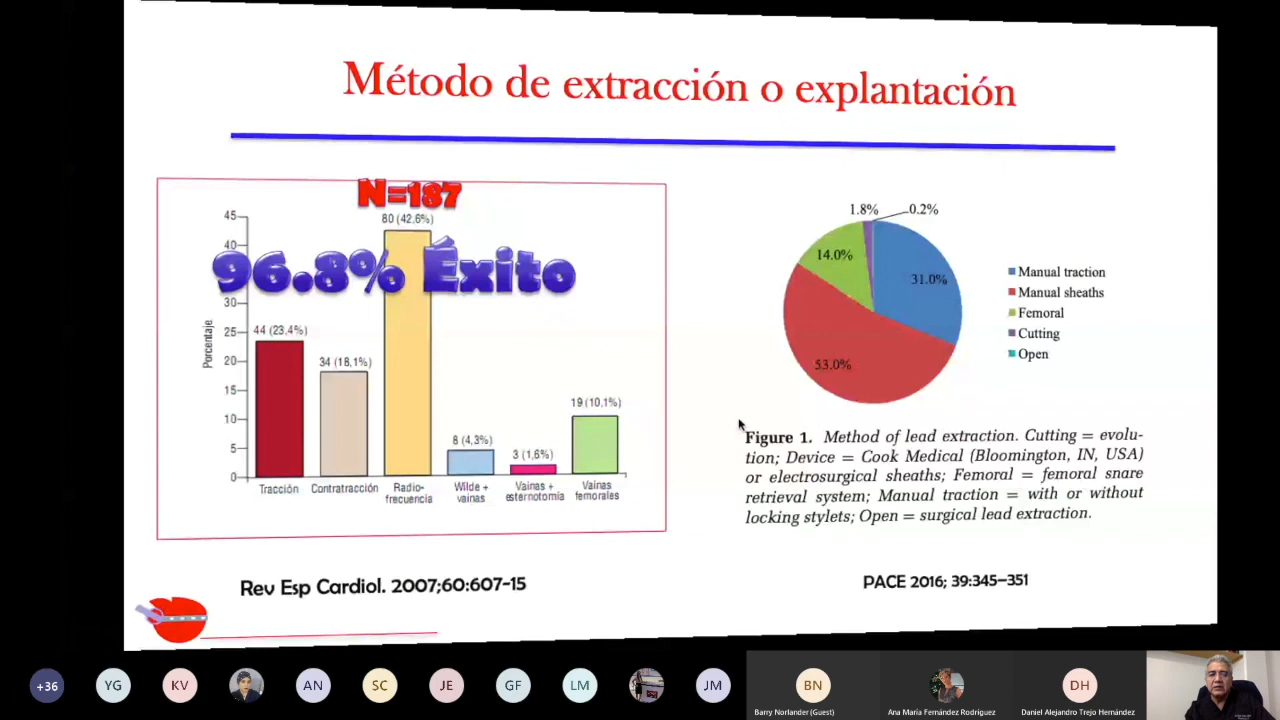 Método de extracción o explantación
N=187
96.8% Éxito
Porcentaje
45
40
30
25
20
15
10
5
0
44 (23,4%)
34 (18,1%)
80 (42,6%)
8 (4,3%)
3 (1,6%)
19 (10,1%)
Tracción
Contratracción
Radio-
frecuencia
Wilde +
vainas
Vainas +
esternotomía
Vainas
femorales
Rev Esp Cardiol. 2007;60:607-15
1.8%
0.2%
14.0%
31.0%
53.0%
Manual traction
Manual sheaths
Femoral
Cutting
Open
Figure 1. Method of lead extraction. Cutting = evolu-
tion; Device = Cook Medical (Bloomington, IN, USA)
or electrosurgical sheaths; Femoral = femoral snare
retrieval system; Manual traction = with or without
locking stylets; Open = surgical lead extraction.
PACE 2016; 39:345–351
+36
YG
KV
AN
SC
JE
GF
LM
JM
BN
Barry Norlander (Guest)
Ana María Fernández Rodríguez
DH
Daniel Alejandro Trejo Hernández